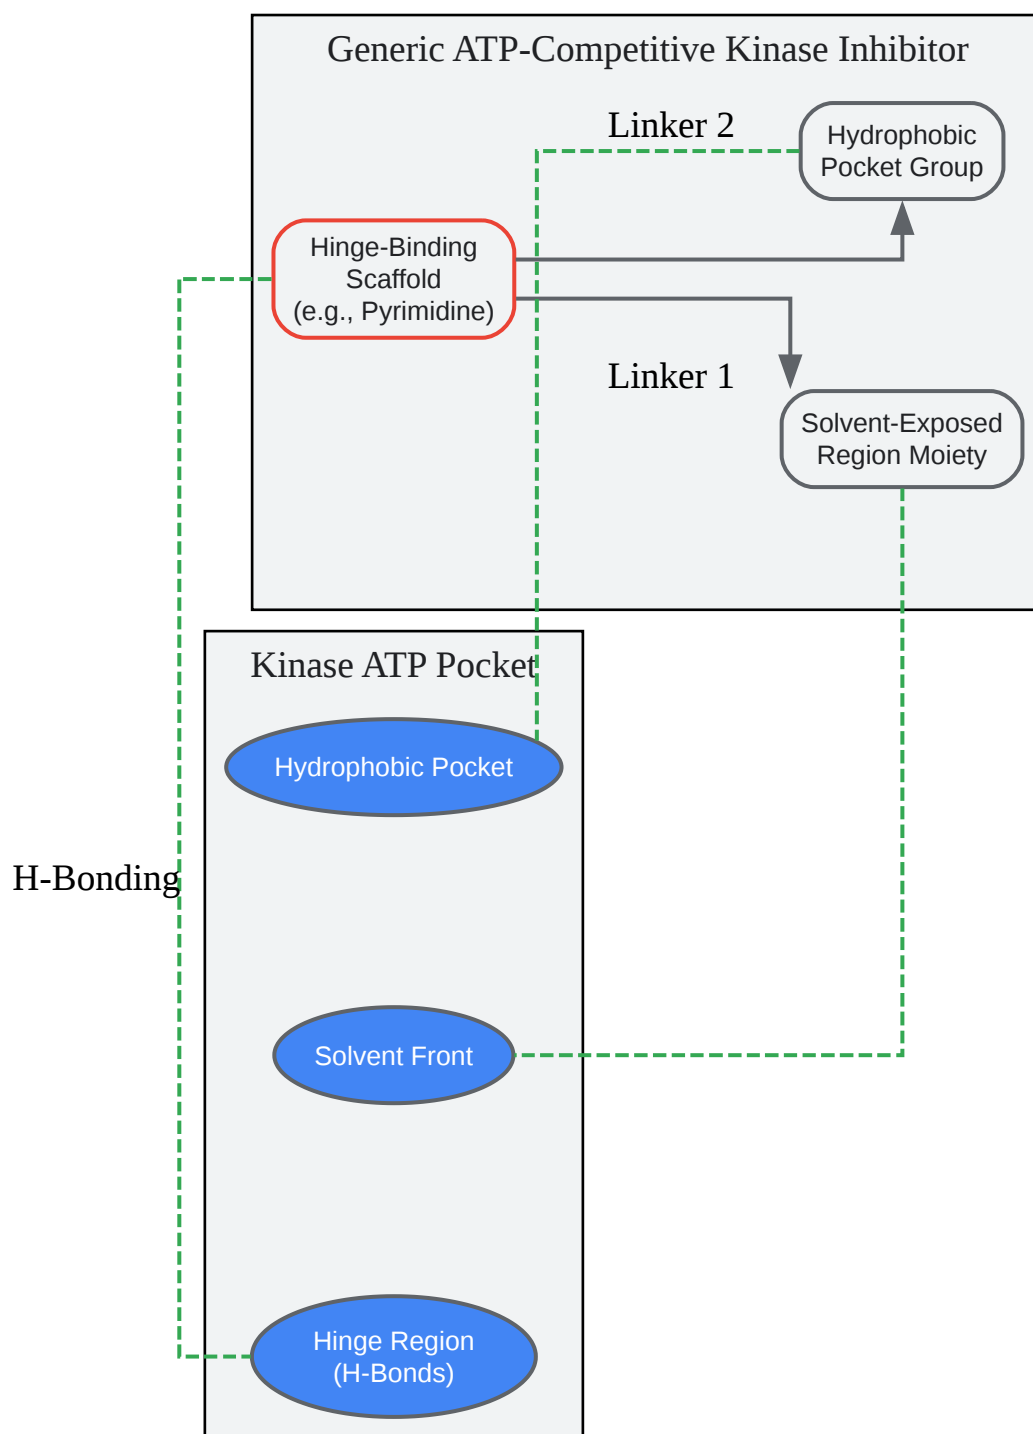 Generic ATP-Competitive Kinase Inhibitor
Linker 2
Hydrophobic
Pocket Group
Hinge-Binding
Scaffold
(e.g., Pyrimidine)
Linker 1
Solvent-Exposed
Region Moiety
Kinase ATP Pocket
Hydrophobic Pocket
H-Bonding
Solvent Front
Hinge Region
(H-Bonds)